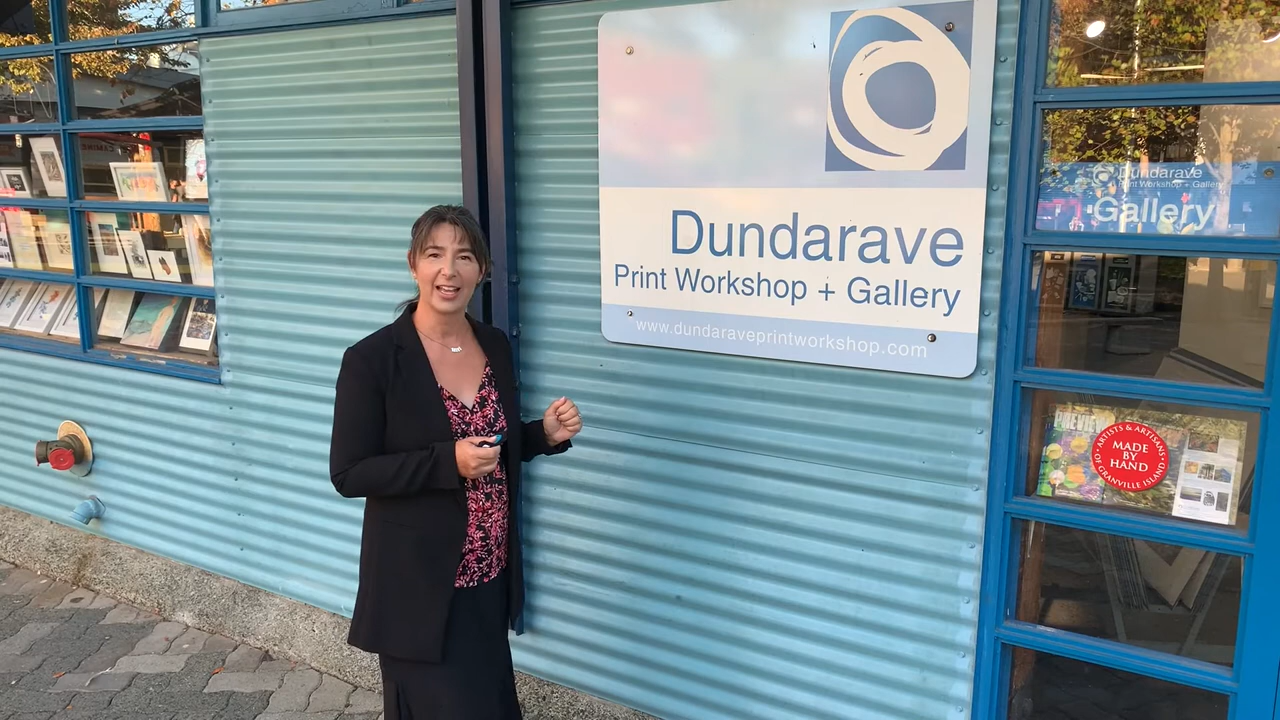 Dundarave
Print Workshop + Gallery
www.dundaraveprintworkshop.com
Dundarave
Print Workshop + Gallery
Gallery
ARTISTS & ARTISANS
MADE
BY
HAND
OF GRANVILLE ISLAND